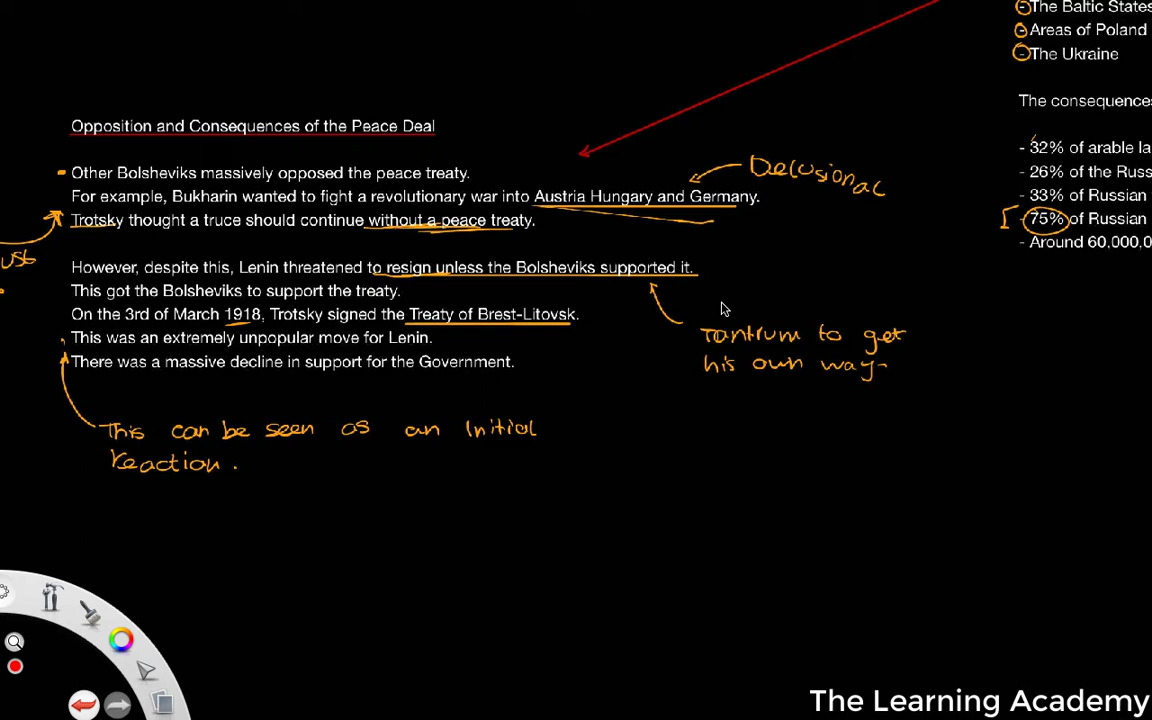 The Baltic States
- Areas of Poland
The Ukraine
Opposition and Consequences of the Peace Deal
The consequences
- 32% of arable la
- 26% of the Russ
- 33% of Russian
- 75% of Russian
- Around 60,000,0
Other Bolsheviks massively opposed the peace treaty.
For example, Bukharin wanted to fight a revolutionary war into Austria Hungary and Germany.
Trotsky thought a truce should continue without a peace treaty.
Delusional
However, despite this, Lenin threatened to resign unless the Bolsheviks supported it.
This got the Bolsheviks to support the treaty.
On the 3rd of March 1918, Trotsky signed the Treaty of Brest-Litovsk.
This was an extremely unpopular move for Lenin.
There was a massive decline in support for the Government.
Tantrum to get
his own way-
This can be seen as an Initial
reaction.
The Learning Academy